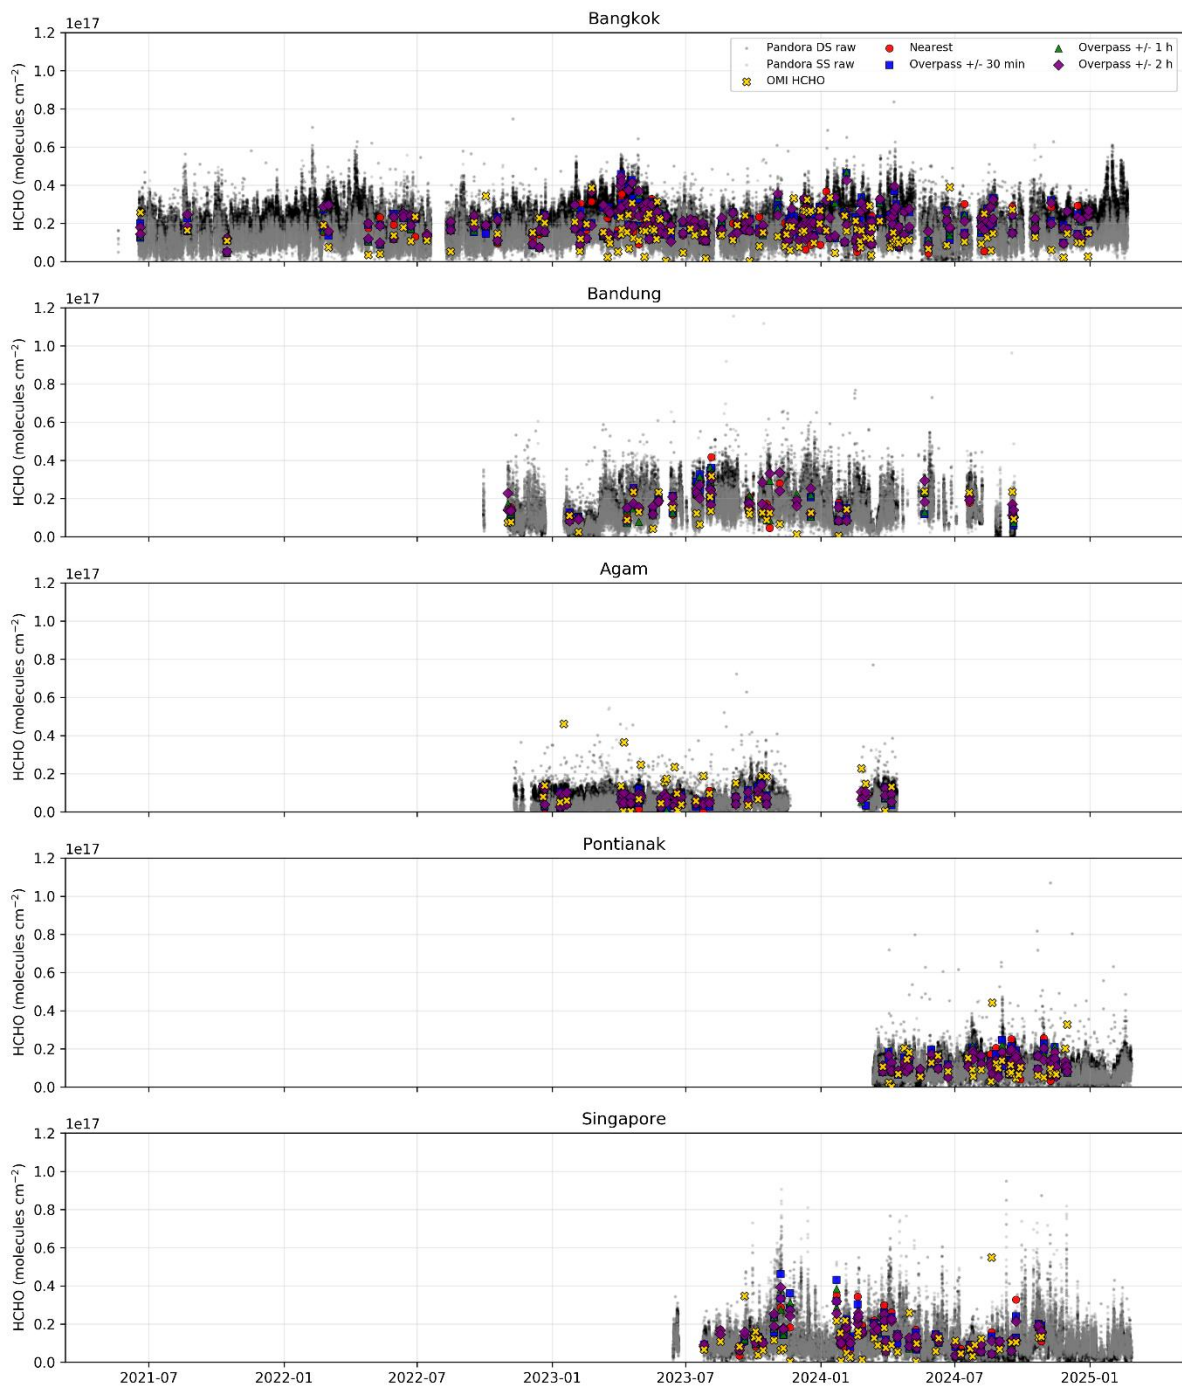 Bangkok
1e17
HCHO (molecules cm⁻²)
1.2
1.0
0.8
0.6
0.4
0.2
0.0
Pandora DS raw
Pandora SS raw
OMI HCHO
Nearest
Overpass +/- 30 min
Overpass +/- 1 h
Overpass +/- 2 h
Bandung
1e17
HCHO (molecules cm⁻²)
1.2
1.0
0.8
0.6
0.4
0.2
0.0
Agam
1e17
HCHO (molecules cm⁻²)
1.2
1.0
0.8
0.6
0.4
0.2
0.0
Pontianak
1e17
HCHO (molecules cm⁻²)
1.2
1.0
0.8
0.6
0.4
0.2
0.0
Singapore
1e17
HCHO (molecules cm⁻²)
1.2
1.0
0.8
0.6
0.4
0.2
0.0
2021-07 2022-01 2022-07 2023-01 2023-07 2024-01 2024-07 2025-01